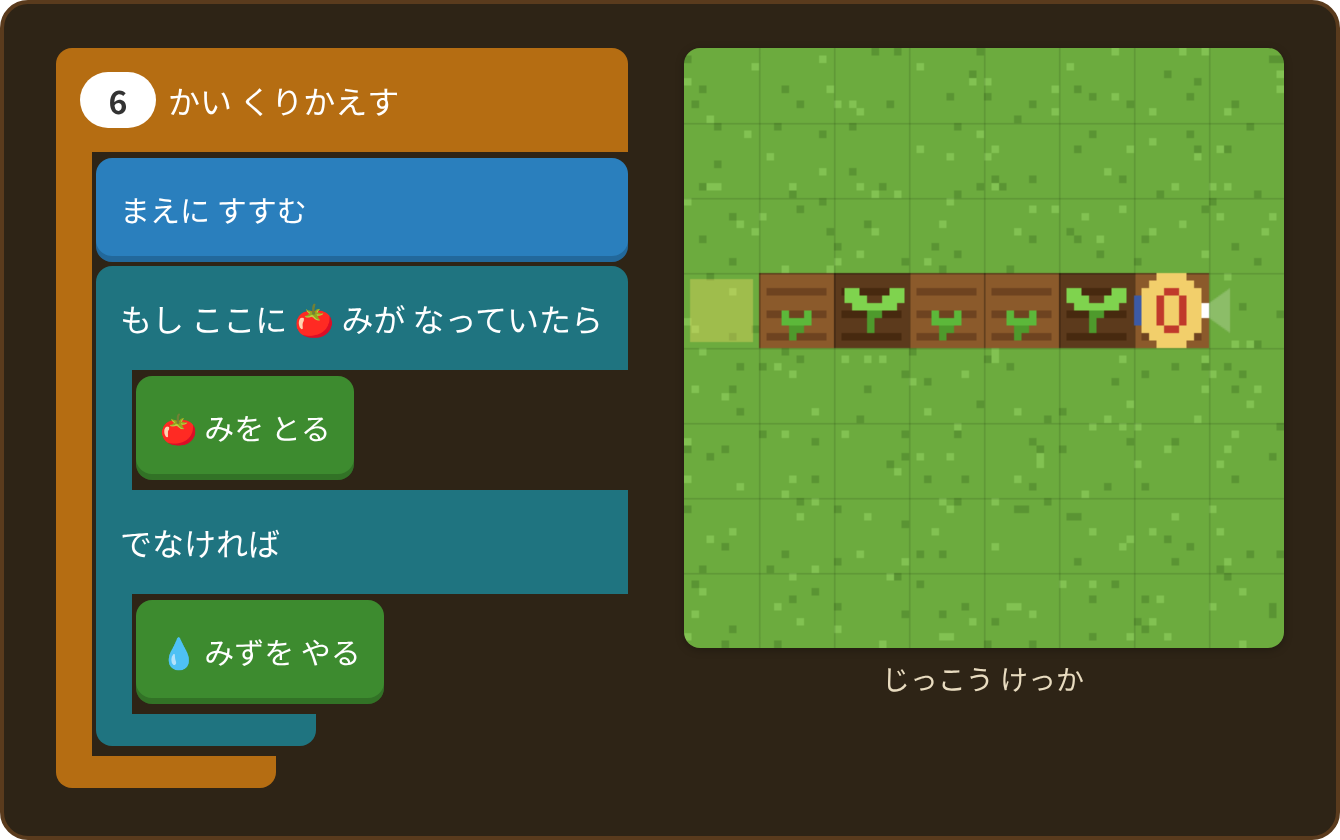 6 かい くりかえす
まえに すすむ
もし ここに 🍅 みが なっていたら
🍅 みを とる
でなければ
💧 みずを やる
じっこう けっか